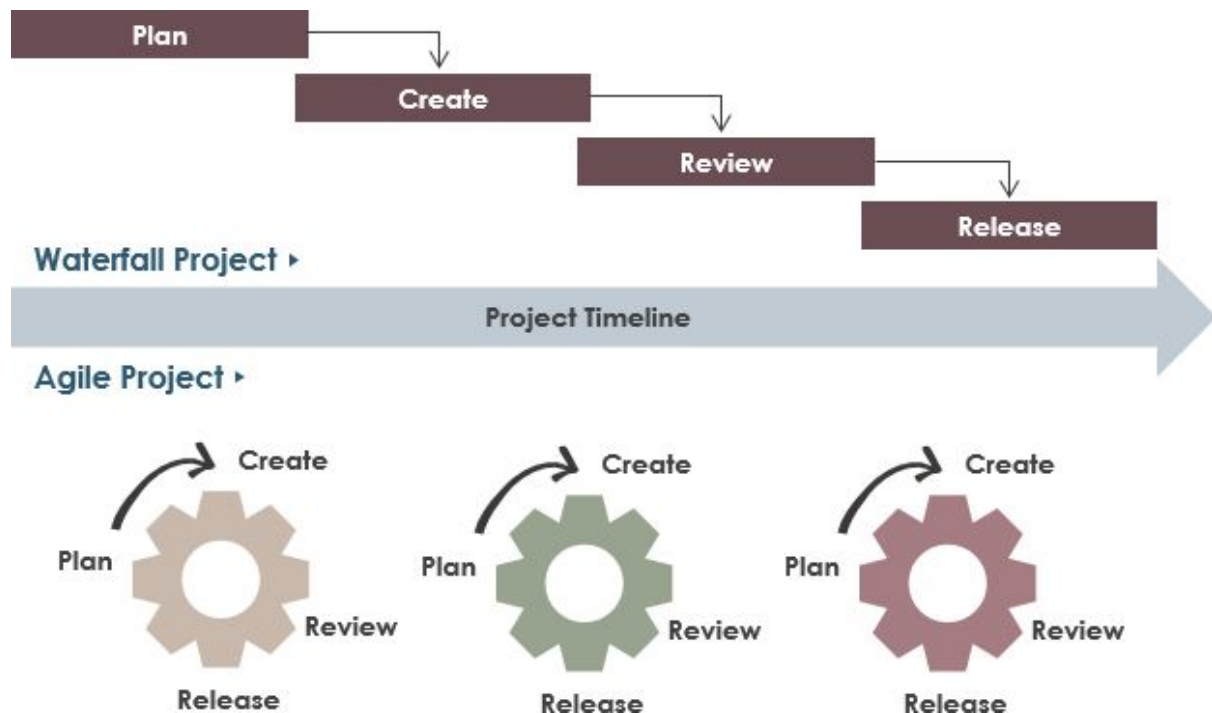 Plan
Create
Review
Release
Waterfall Project
Project Timeline
Agile Project
Create
Plan
Review
Release
Create
Plan
Review
Release
Create
Plan
Review
Release